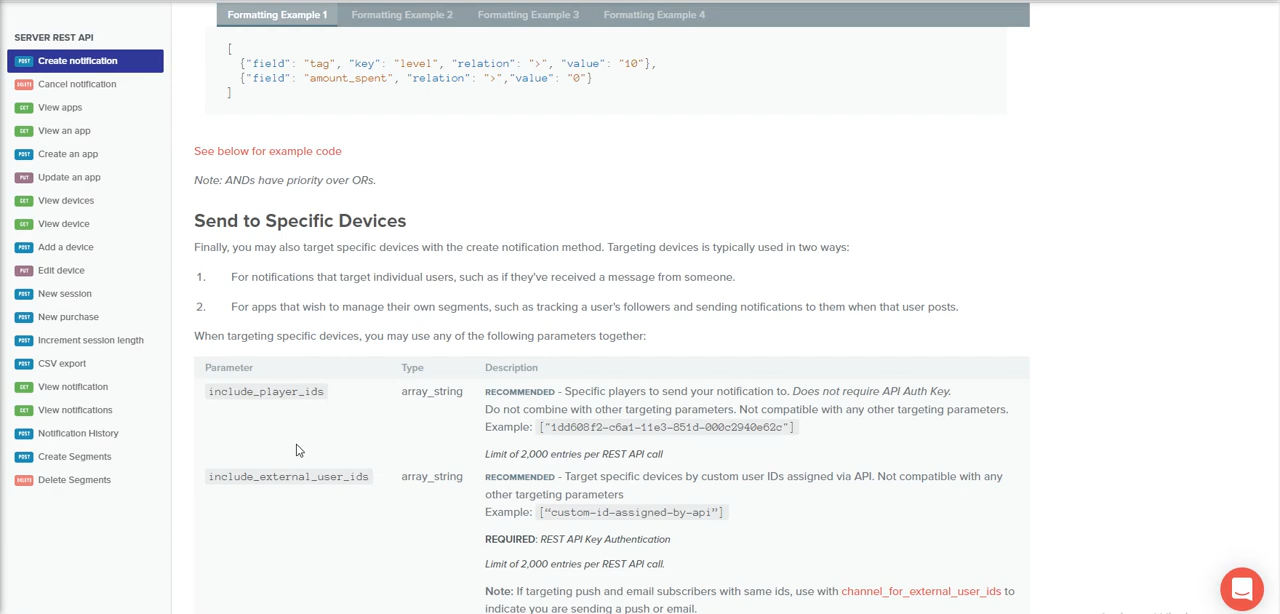 Formatting Example 1 Formatting Example 2 Formatting Example 3 Formatting Example 4
SERVER REST API
POST Create notification
DELETE Cancel notification
GET View apps
GET View an app
POST Create an app
PUT Update an app
GET View devices
GET View device
POST Add a device
PUT Edit device
POST New session
POST New purchase
POST Increment session length
POST CSV export
GET View notification
GET View notifications
POST Notification History
POST Create Segments
DELETE Delete Segments
[
{"field": "tag", "key": "level", "relation": ">", "value": "10"},
{"field": "amount_spent", "relation": ">","value": "0"}
]
See below for example code
Note: ANDs have priority over ORs.
Send to Specific Devices
Finally, you may also target specific devices with the create notification method. Targeting devices is typically used in two ways:
1. For notifications that target individual users, such as if they've received a message from someone.
2. For apps that wish to manage their own segments, such as tracking a user's followers and sending notifications to them when that user posts.
When targeting specific devices, you may use any of the following parameters together:
Parameter Type Description
include_player_ids array_string RECOMMENDED - Specific players to send your notification to. Does not require API Auth Key.
Do not combine with other targeting parameters. Not compatible with any other targeting parameters.
Example: ["1dd608f2-c6a1-11e3-851d-000c2940e62c"]
Limit of 2,000 entries per REST API call
include_external_user_ids array_string RECOMMENDED - Target specific devices by custom user IDs assigned via API. Not compatible with any
other targeting parameters
Example: [“custom-id-assigned-by-api”]
REQUIRED: REST API Key Authentication
Limit of 2,000 entries per REST API call.
Note: If targeting push and email subscribers with same ids, use with channel_for_external_user_ids to
indicate you are sending a push or email.